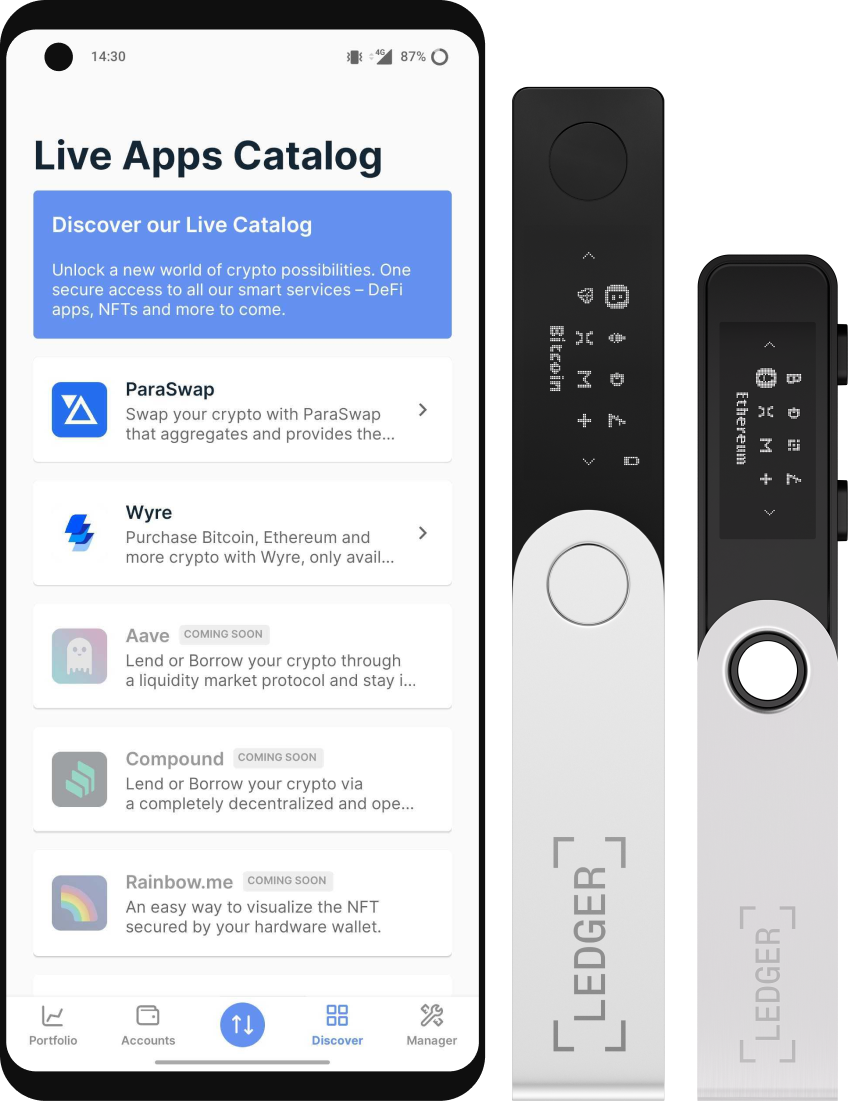 14:30
4G
87%
Live Apps Catalog
Discover our Live Catalog
Unlock a new world of crypto possibilities. One
secure access to all our smart services – DeFi
apps, NFTs and more to come.
ParaSwap
Swap your crypto with ParaSwap
that aggregates and provides the...
Wyre
Purchase Bitcoin, Ethereum and
more crypto with Wyre, only avail...
Aave COMING SOON
Lend or Borrow your crypto through
a liquidity market protocol and stay i...
Compound COMING SOON
Lend or Borrow your crypto via
a completely decentralized and ope...
Rainbow.me COMING SOON
An easy way to visualize the NFT
secured by your hardware wallet.
Portfolio
Accounts
Discover
Manager
Bitcoin
LEDGER
Ethereum
LEDGER